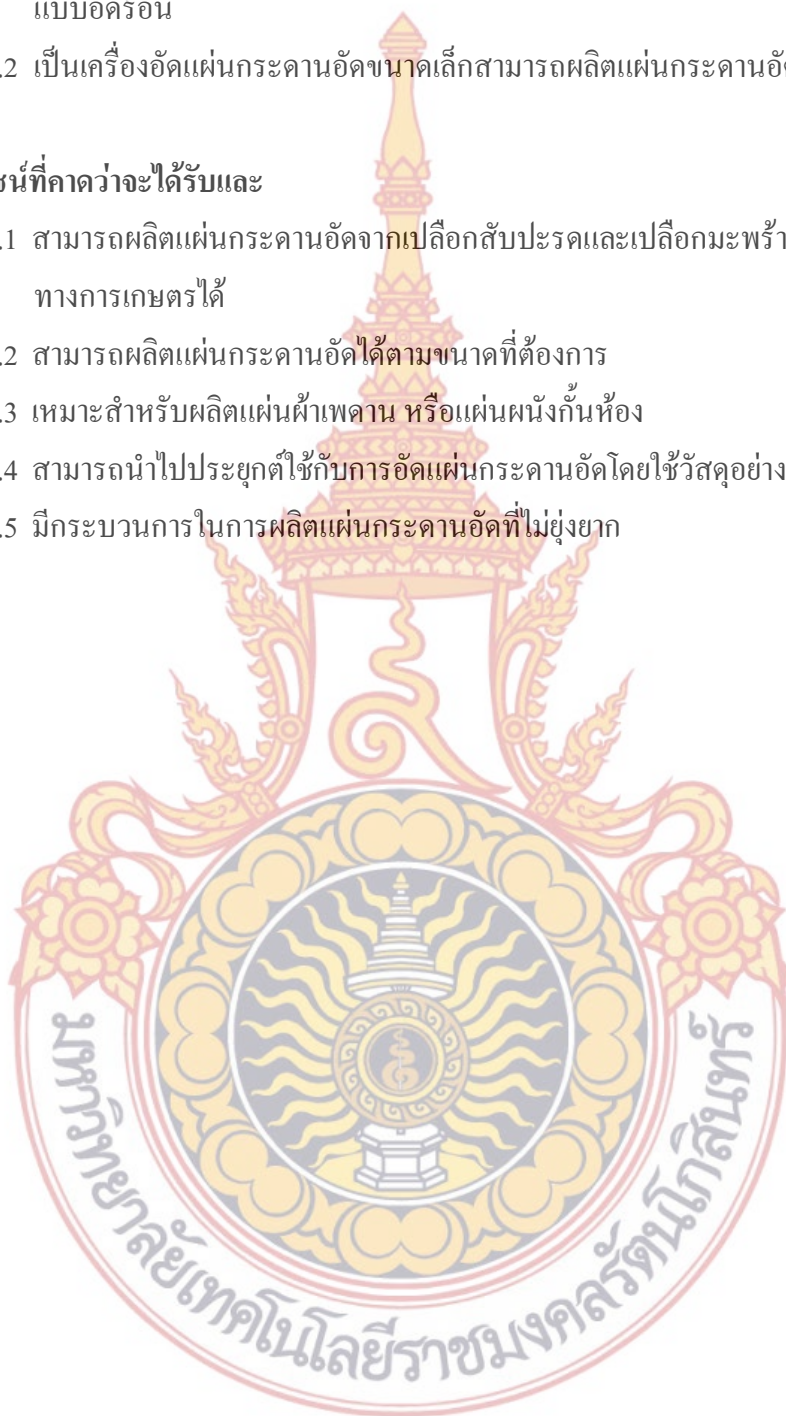 แบบอัดร้อน
.2 เป็นเครื่องอัดแผ่นกระดานอัดขนาดเล็กสามารถผลิตแผ่นกระดานอั
ชน์ที่คาดว่าจะได้รับและ
.1 สามารถผลิตแผ่นกระดานอัดจากเปลือกสับปะรดและเปลือกมะพร้า
ทางการเกษตรได้
.2 สามารถผลิตแผ่นกระดานอัดได้ตามขนาดที่ต้องการ
.3 เหมาะสำหรับผลิตแผ่นฝ้าเพดาน หรือแผ่นผนังกั้นห้อง
.4 สามารถนำไปประยุกต์ใช้กับการอัดแผ่นกระดานอัดโดยใช้วัสดุอย่าง
.5 มีกระบวนการในการผลิตแผ่นกระดานอัดที่ไม่ยุ่งยาก
มหาวิทยาลัยเทคโนโลยีราชมงคลรัตนโกสินทร์